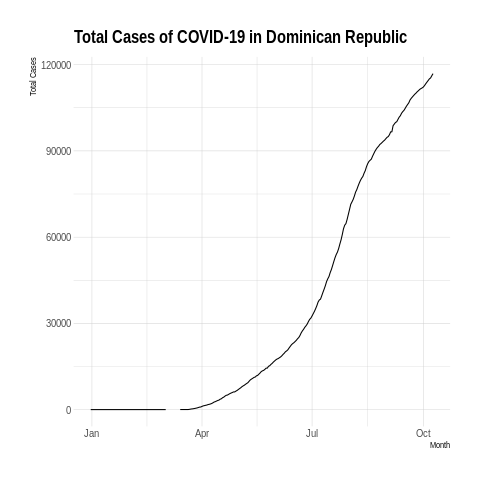 Total Cases of COVID-19 in Dominican Republic
Total Cases
120000
90000
60000
30000
0
Jan Apr Jul Oct
Month